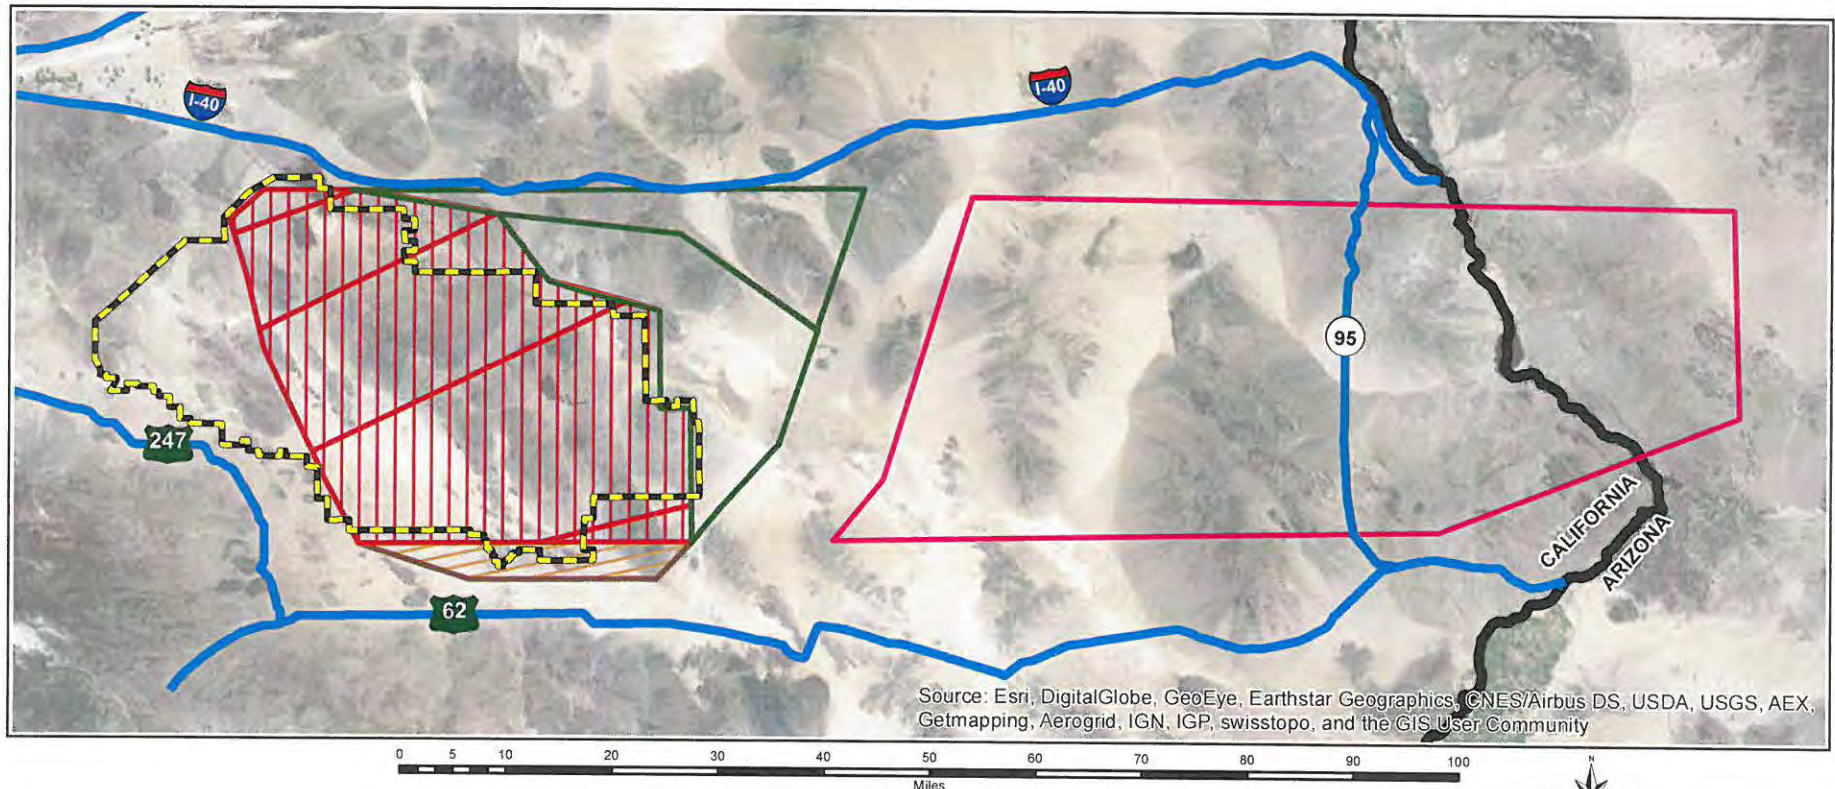 I-40
I-40
95
247
62
CALIFORNIA
ARIZONA
Source: Esri, DigitalGlobe, GeoEye, Earthstar Geographics, CNES/Airbus DS, USDA, USGS, AEX,
Getmapping, Aerogrid, IGN, IGP, swisstopo, and the GIS User Community
0 5 10 20 30 40 50 60 70 80 90 100
Miles
N